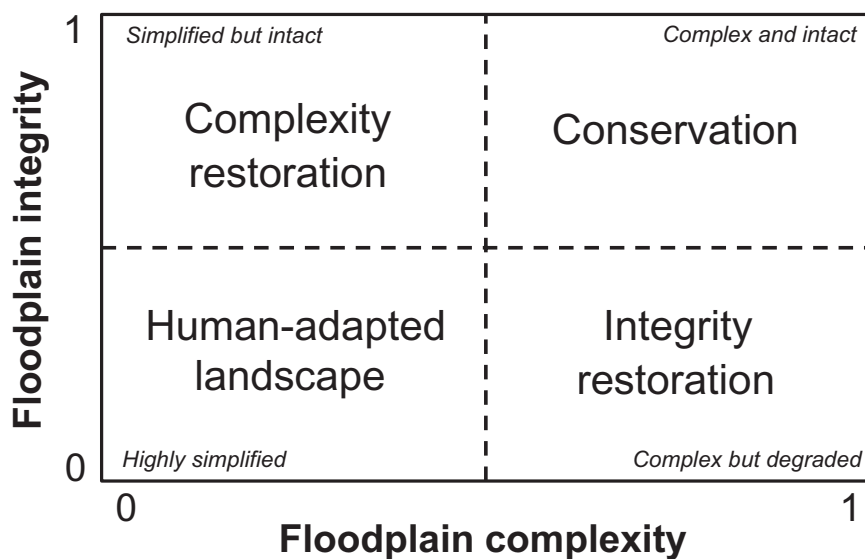 1
Simplified but intact
Complex and intact
Complexity
restoration
Conservation
Floodplain integrity
Human-adapted
landscape
Integrity
restoration
0
Highly simplified
Complex but degraded
0
1
Floodplain complexity